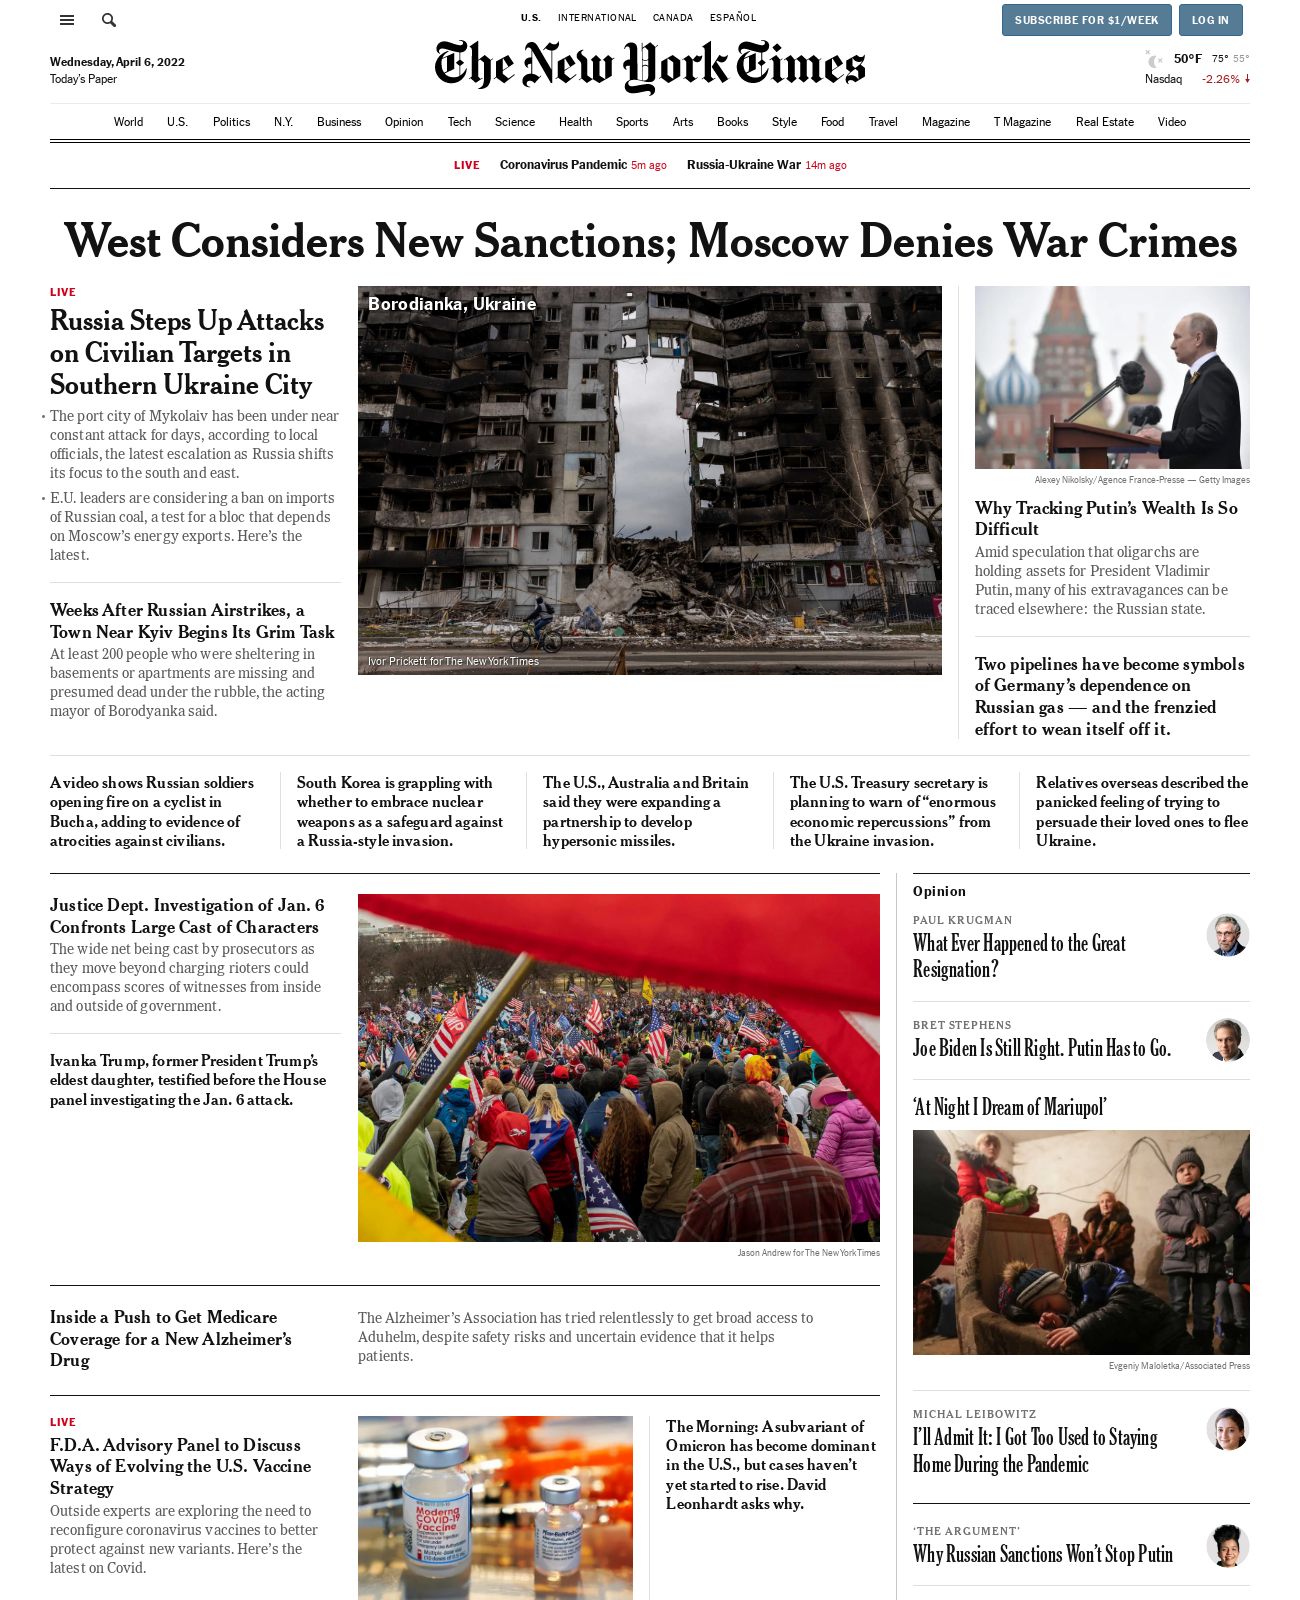 U.S. INTERNATIONAL CANADA ESPAÑOL
SUBSCRIBE FOR $1/WEEK LOG IN
The New York Times
Wednesday, April 6, 2022
Today's Paper
50°F 75° 55°
Nasdaq -2.26%
World U.S. Politics N.Y. Business Opinion Tech Science Health Sports Arts Books Style Food Travel Magazine T Magazine Real Estate Video
LIVE Coronavirus Pandemic 5m ago Russia-Ukraine War 14m ago
West Considers New Sanctions; Moscow Denies War Crimes
LIVE
Russia Steps Up Attacks
on Civilian Targets in
Southern Ukraine City
• The port city of Mykolaiv has been under near
constant attack for days, according to local
officials, the latest escalation as Russia shifts
its focus to the south and east.
• E.U. leaders are considering a ban on imports
of Russian coal, a test for a bloc that depends
on Moscow's energy exports. Here's the
latest.
Weeks After Russian Airstrikes, a
Town Near Kyiv Begins Its Grim Task
At least 200 people who were sheltering in
basements or apartments are missing and
presumed dead under the rubble, the acting
mayor of Borodyanka said.
Borodianka, Ukraine
Ivor Prickett for The New York Times
Alexey Nikolsky/Agence France-Presse — Getty Images
Why Tracking Putin's Wealth Is So
Difficult
Amid speculation that oligarchs are
holding assets for President Vladimir
Putin, many of his extravagances can be
traced elsewhere: the Russian state.
Two pipelines have become symbols
of Germany's dependence on
Russian gas — and the frenzied
effort to wean itself off it.
A video shows Russian soldiers
opening fire on a cyclist in
Bucha, adding to evidence of
atrocities against civilians.
South Korea is grappling with
whether to embrace nuclear
weapons as a safeguard against
a Russia-style invasion.
The U.S., Australia and Britain
said they were expanding a
partnership to develop
hypersonic missiles.
The U.S. Treasury secretary is
planning to warn of “enormous
economic repercussions” from
the Ukraine invasion.
Relatives overseas described the
panicked feeling of trying to
persuade their loved ones to flee
Ukraine.
Justice Dept. Investigation of Jan. 6
Confronts Large Cast of Characters
The wide net being cast by prosecutors as
they move beyond charging rioters could
encompass scores of witnesses from inside
and outside of government.
Ivanka Trump, former President Trump's
eldest daughter, testified before the House
panel investigating the Jan. 6 attack.
Jason Andrew for The New York Times
Inside a Push to Get Medicare
Coverage for a New Alzheimer's
Drug
The Alzheimer's Association has tried relentlessly to get broad access to
Aduhelm, despite safety risks and uncertain evidence that it helps
patients.
LIVE
F.D.A. Advisory Panel to Discuss
Ways of Evolving the U.S. Vaccine
Strategy
Outside experts are exploring the need to
reconfigure coronavirus vaccines to better
protect against new variants. Here's the
latest on Covid.
Moderna
COVID-19
Vaccine
The Morning: A subvariant of
Omicron has become dominant
in the U.S., but cases haven't
yet started to rise. David
Leonhardt asks why.
Opinion
PAUL KRUGMAN
What Ever Happened to the Great
Resignation?
BRET STEPHENS
Joe Biden Is Still Right. Putin Has to Go.
‘At Night I Dream of Mariupol’
Evgeniy Maloletka/Associated Press
MICHAL LEIBOWITZ
I'll Admit It: I Got Too Used to Staying
Home During the Pandemic
‘THE ARGUMENT’
Why Russian Sanctions Won't Stop Putin